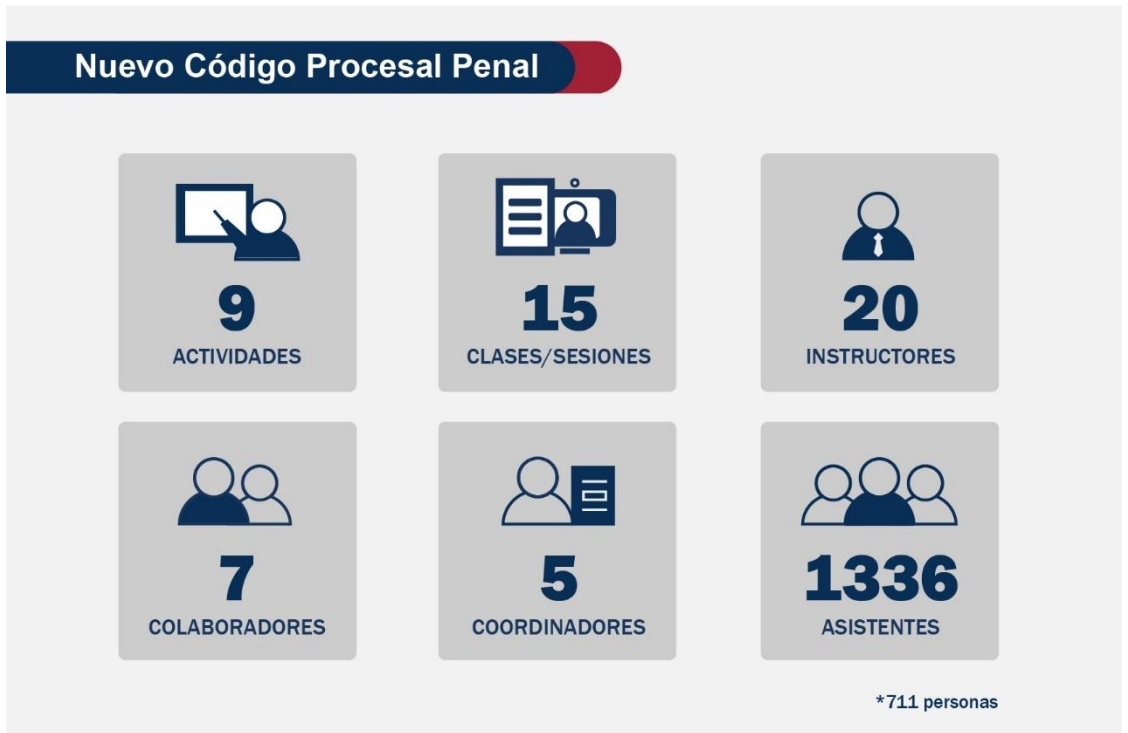 Nuevo Código Procesal Penal
9
ACTIVIDADES
15
CLASES/SESIONES
20
INSTRUCTORES
7
COLABORADORES
5
COORDINADORES
1336
ASISTENTES
*711 personas